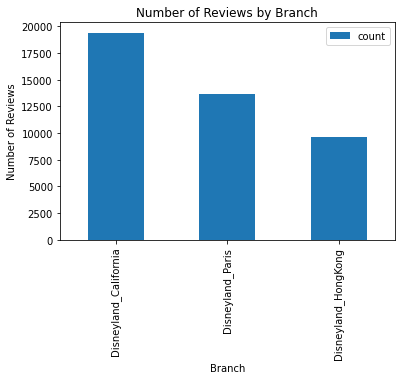 Number of Reviews by Branch
count
Number of Reviews
20000
17500
15000
12500
10000
7500
5000
2500
0
Disneyland_California
Disneyland_Paris
Disneyland_HongKong
Branch